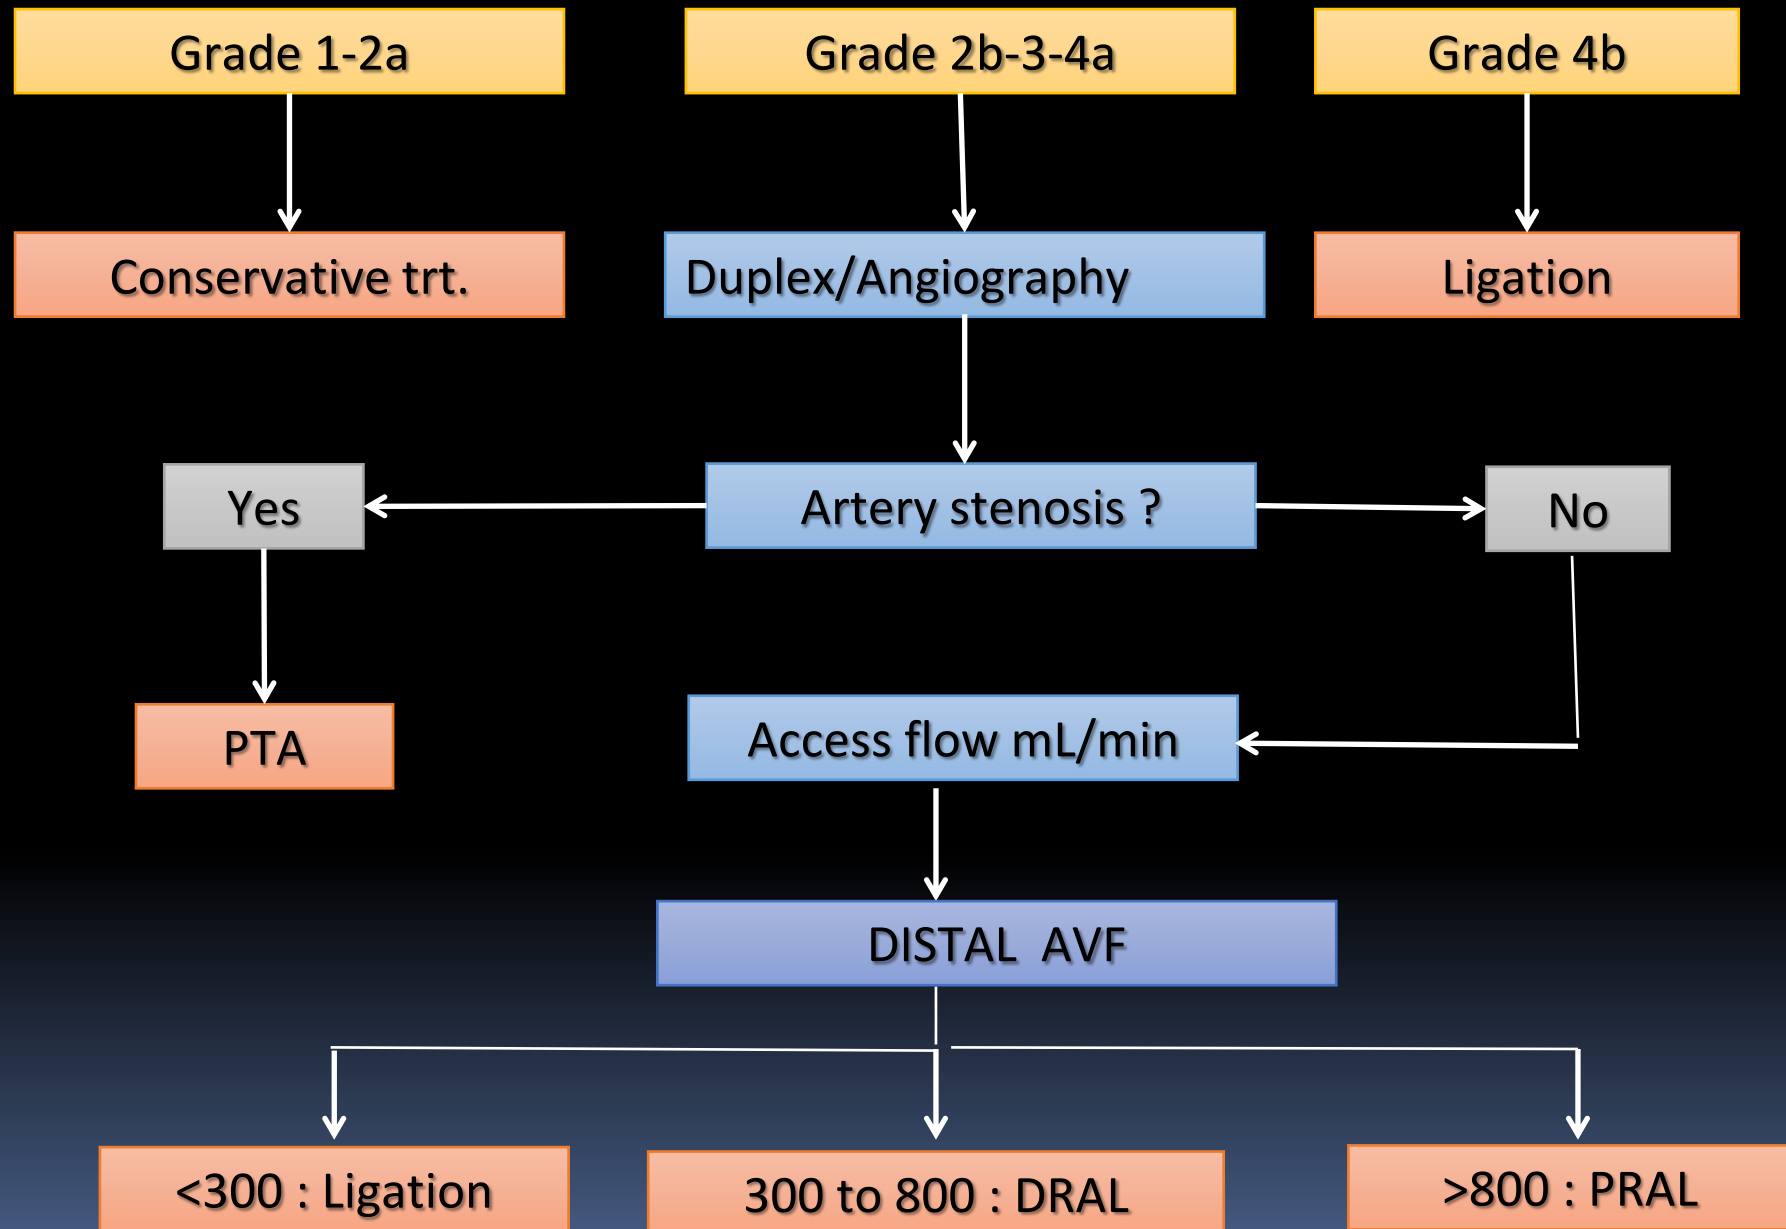 Grade 1-2a
Grade 2b-3-4a
Grade 4b
Conservative trt.
Duplex/Angiography
Ligation
Yes
Artery stenosis ?
No
PTA
Access flow mL/min
DISTAL AVF
<300 : Ligation
300 to 800 : DRAL
>800 : PRAL